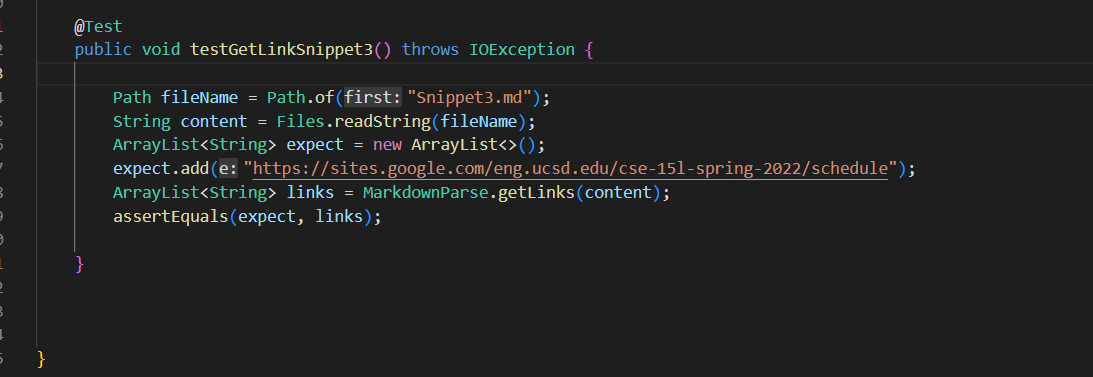 @Test
public void testGetLinkSnippet3() throws IOException {
Path fileName = Path.of(first: "Snippet3.md");
String content = Files.readString(fileName);
ArrayList<String> expect = new ArrayList<>();
expect.add(e: "https://sites.google.com/eng.ucsd.edu/cse-15l-spring-2022/schedule");
ArrayList<String> links = MarkdownParse.getLinks(content);
assertEquals(expect, links);
}
}